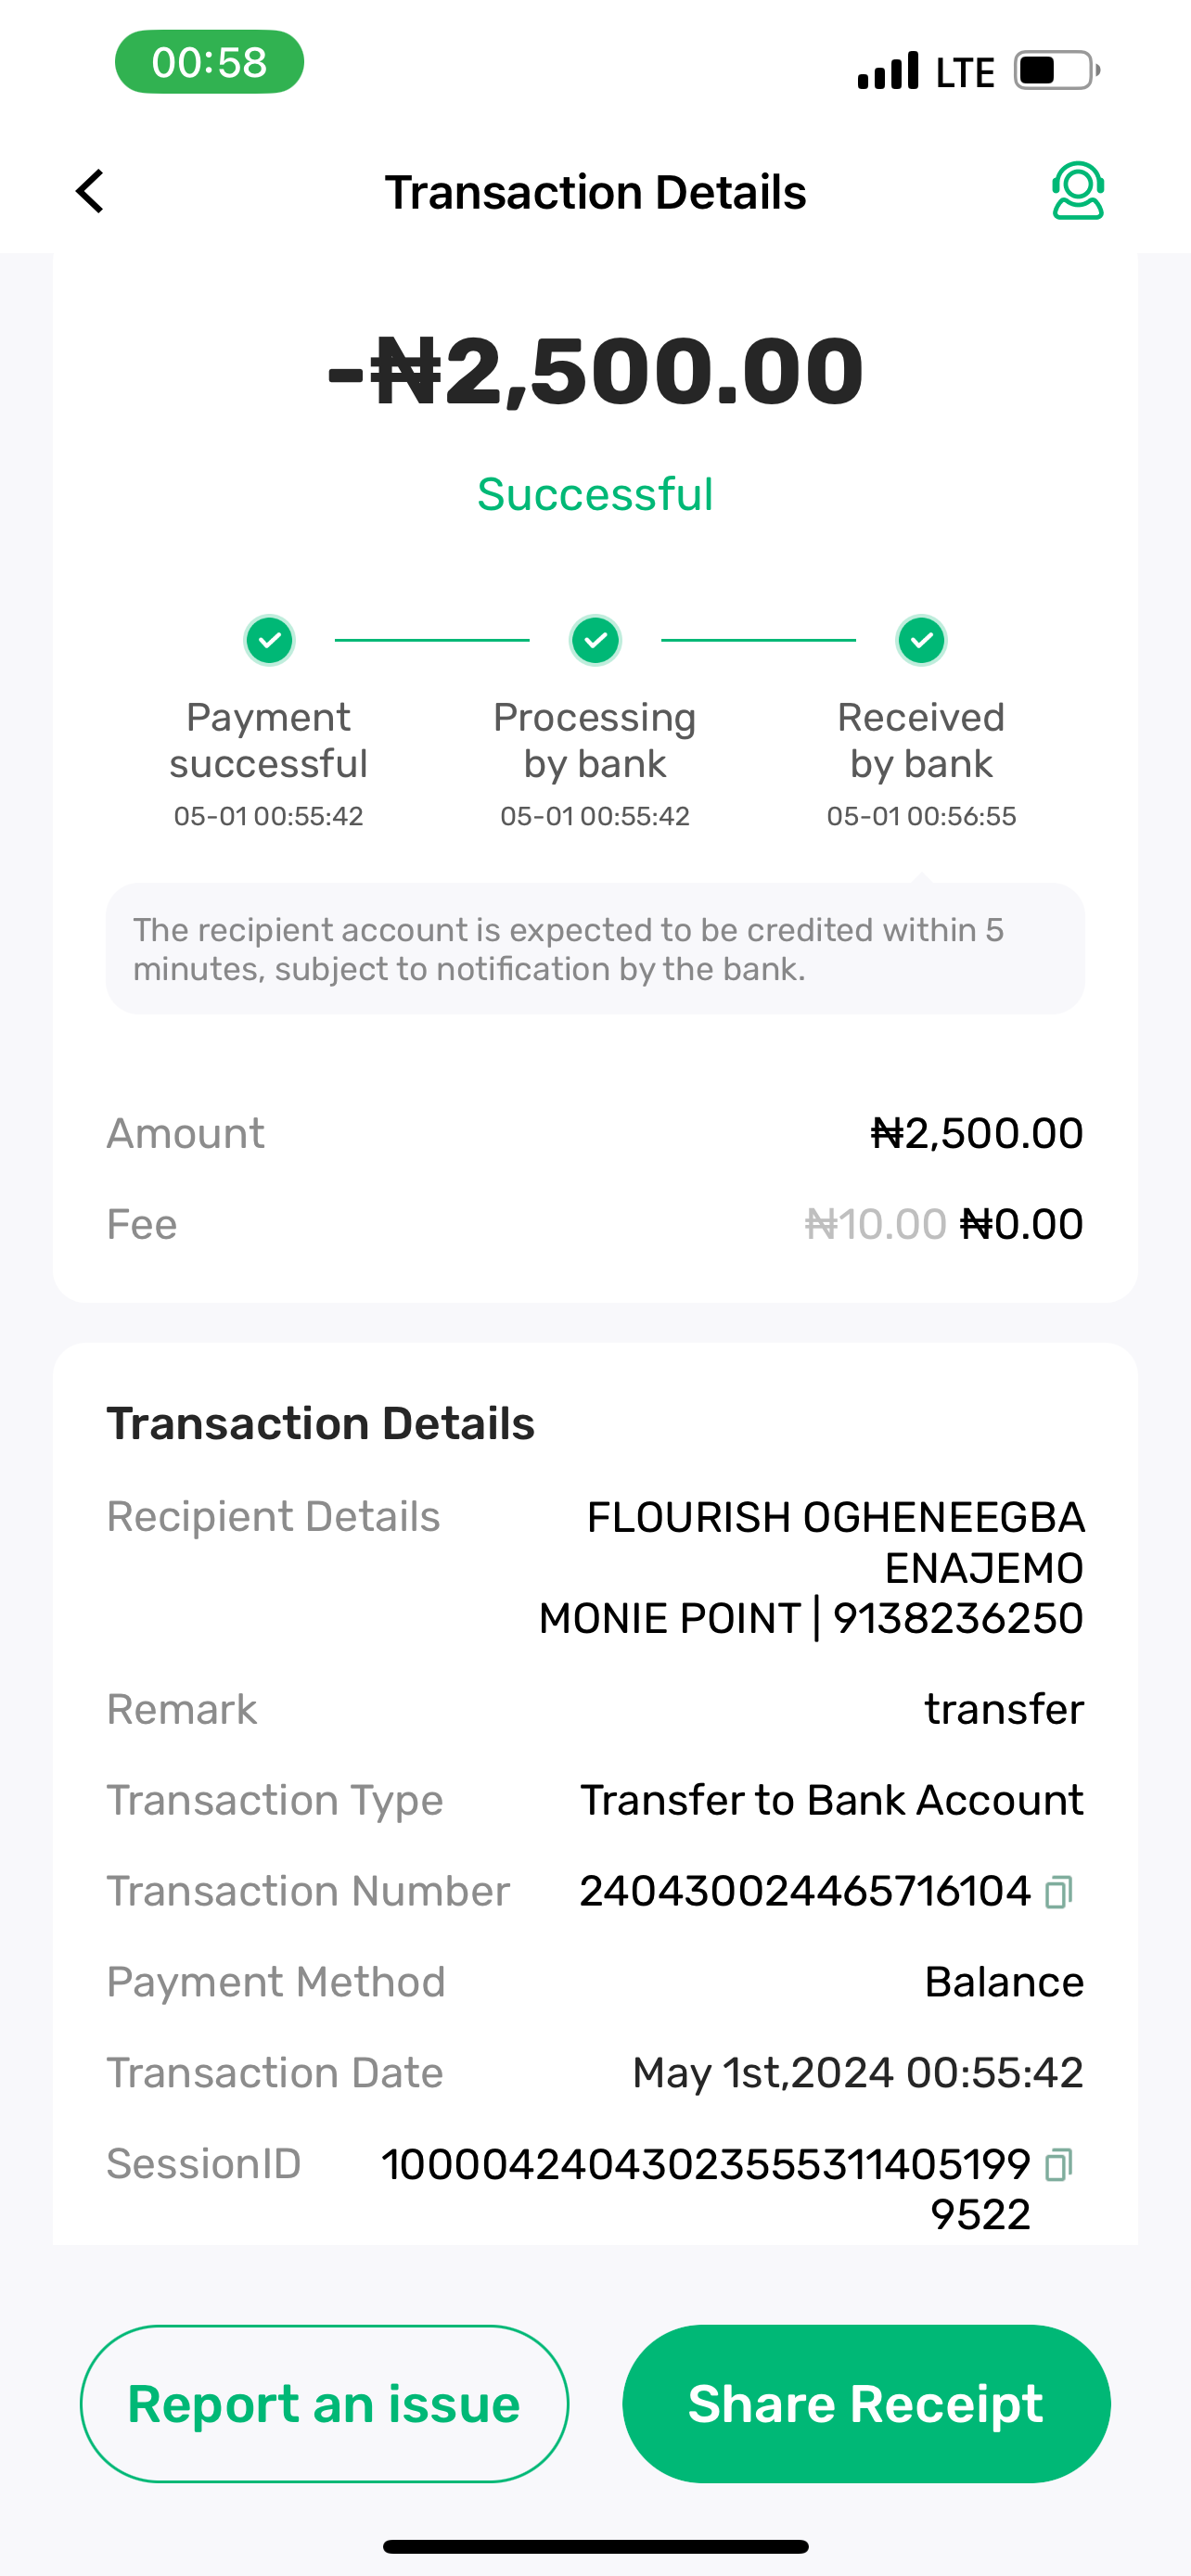 00:58
LTE
Transaction Details
-₦2,500.00
Successful
Payment
successful
05-01 00:55:42
Processing
by bank
05-01 00:55:42
Received
by bank
05-01 00:56:55
The recipient account is expected to be credited within 5
minutes, subject to notification by the bank.
Amount ₦2,500.00
Fee ₦10.00 ₦0.00
Transaction Details
Recipient Details FLOURISH OGHENEEGBA
ENAJEMO
MONIE POINT | 9138236250
Remark transfer
Transaction Type Transfer to Bank Account
Transaction Number 240430024465716104
Payment Method Balance
Transaction Date May 1st,2024 00:55:42
SessionID 10000424043023555311405199
9522
Report an issue
Share Receipt